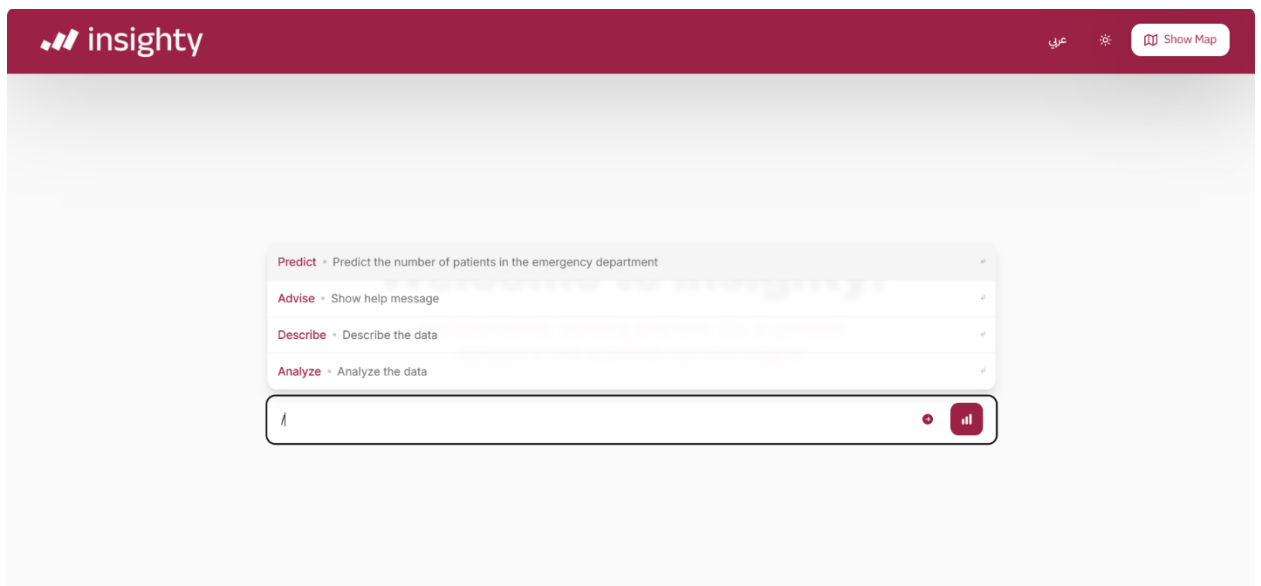 insighty
عربي
Show Map
Predict • Predict the number of patients in the emergency department
Advise • Show help message
Describe • Describe the data
Analyze • Analyze the data
/